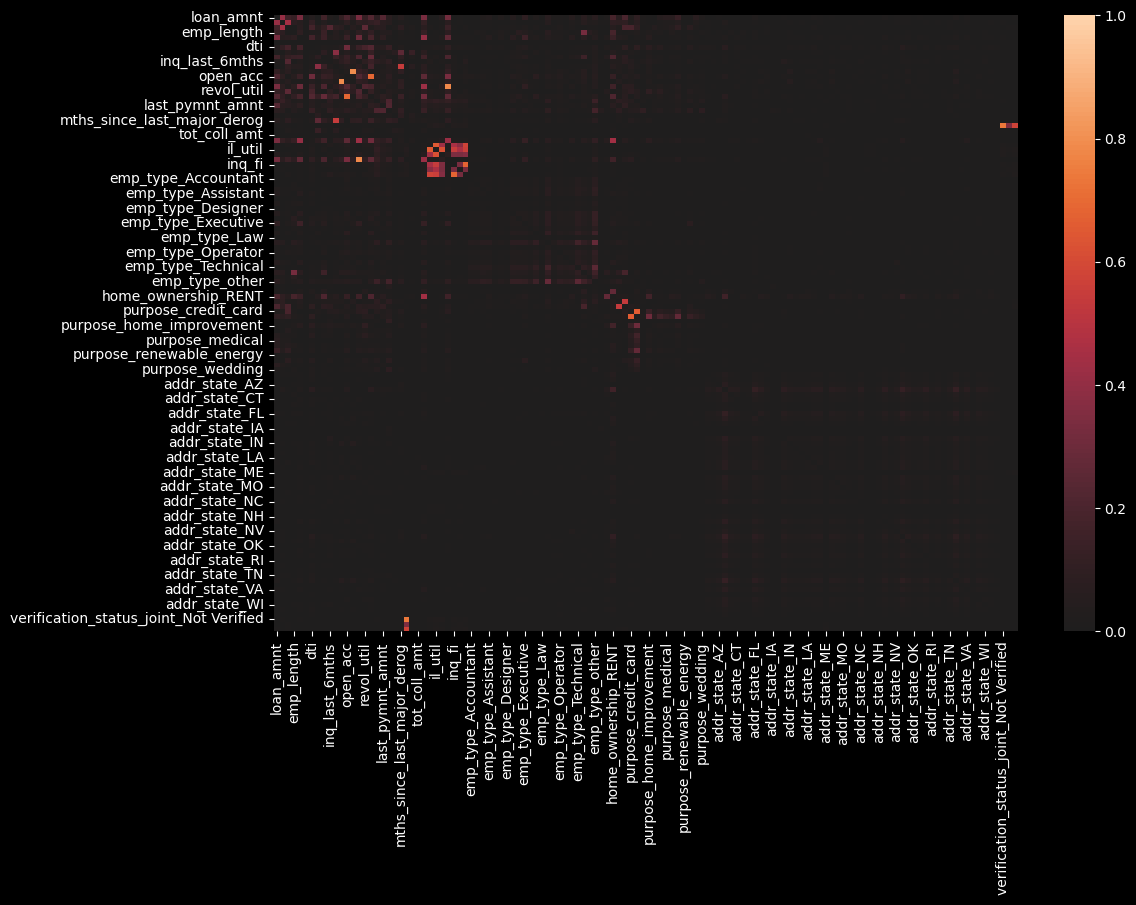 loan_amnt
emp_length
dti
inq_last_6mths
open_acc
revol_util
last_pymnt_amnt
mths_since_last_major_derog
tot_coll_amt
il_util
inq_fi
emp_type_Accountant
emp_type_Assistant
emp_type_Designer
emp_type_Executive
emp_type_Law
emp_type_Operator
emp_type_Technical
emp_type_other
home_ownership_RENT
purpose_credit_card
purpose_home_improvement
purpose_medical
purpose_renewable_energy
purpose_wedding
addr_state_AZ
addr_state_CT
addr_state_FL
addr_state_IA
addr_state_IN
addr_state_LA
addr_state_ME
addr_state_MO
addr_state_NC
addr_state_NH
addr_state_NV
addr_state_OK
addr_state_RI
addr_state_TN
addr_state_VA
addr_state_WI
verification_status_joint_Not Verified
loan_amnt
emp_length
dti
inq_last_6mths
open_acc
revol_util
last_pymnt_amnt
mths_since_last_major_derog
tot_coll_amt
il_util
inq_fi
emp_type_Accountant
emp_type_Assistant
emp_type_Designer
emp_type_Executive
emp_type_Law
emp_type_Operator
emp_type_Technical
emp_type_other
home_ownership_RENT
purpose_credit_card
purpose_home_improvement
purpose_medical
purpose_renewable_energy
purpose_wedding
addr_state_AZ
addr_state_CT
addr_state_FL
addr_state_IA
addr_state_IN
addr_state_LA
addr_state_ME
addr_state_MO
addr_state_NC
addr_state_NH
addr_state_NV
addr_state_OK
addr_state_RI
addr_state_TN
addr_state_VA
addr_state_WI
verification_status_joint_Not Verified
1.0
0.8
0.6
0.4
0.2
0.0